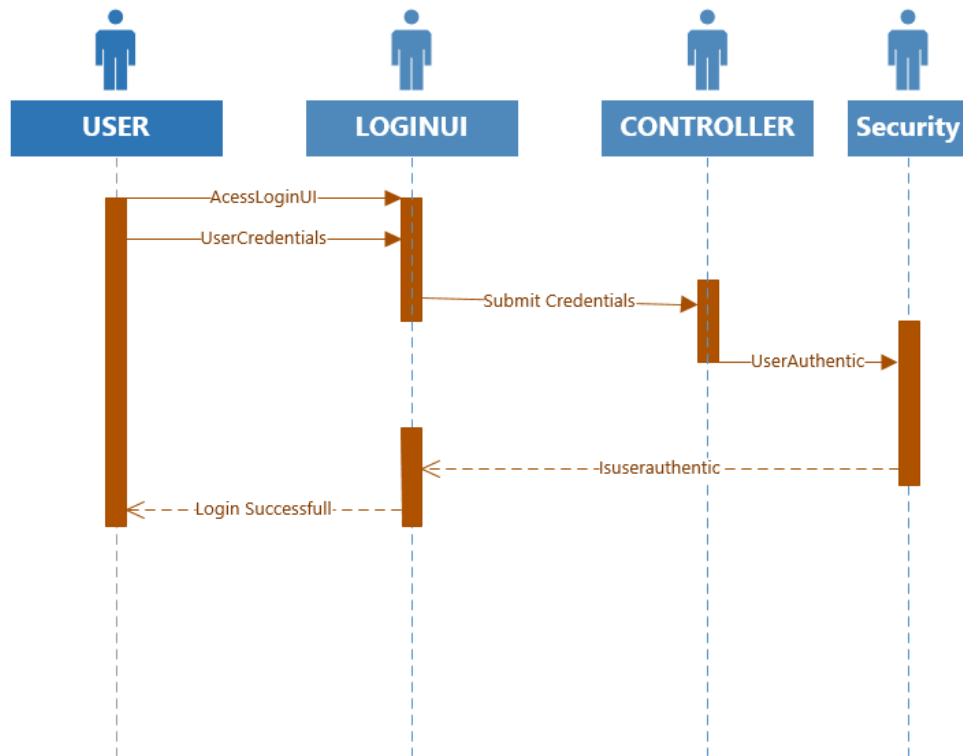 USER
LOGINUI
CONTROLLER
Security
AcessLoginUI
UserCredentials
Submit Credentials
UserAuthentic
Isuserauthentic
Login Successfull